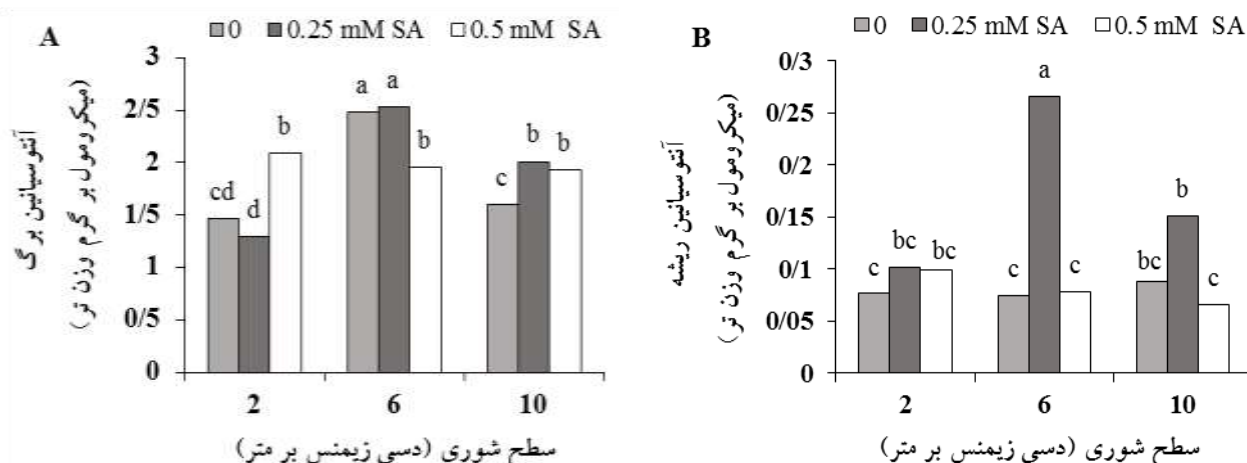 A
0 0.25 mM SA 0.5 mM SA
آنتوسیانین برگ
(میکرومول بر گرم وزن تر)
3
2/5
2
1/5
1
0/5
0
cd d b
a a b
c b b
2 6 10
سطح شوری (دسی زیمنس بر متر)
B
0 0.25 mM SA 0.5 mM SA
آنتوسیانین ریشه
(میکرومول بر گرم وزن تر)
0/3
0/25
0/2
0/15
0/1
0/05
0
c bc bc
c a c
bc b c
2 6 10
سطح شوری (دسی زیمنس بر متر)